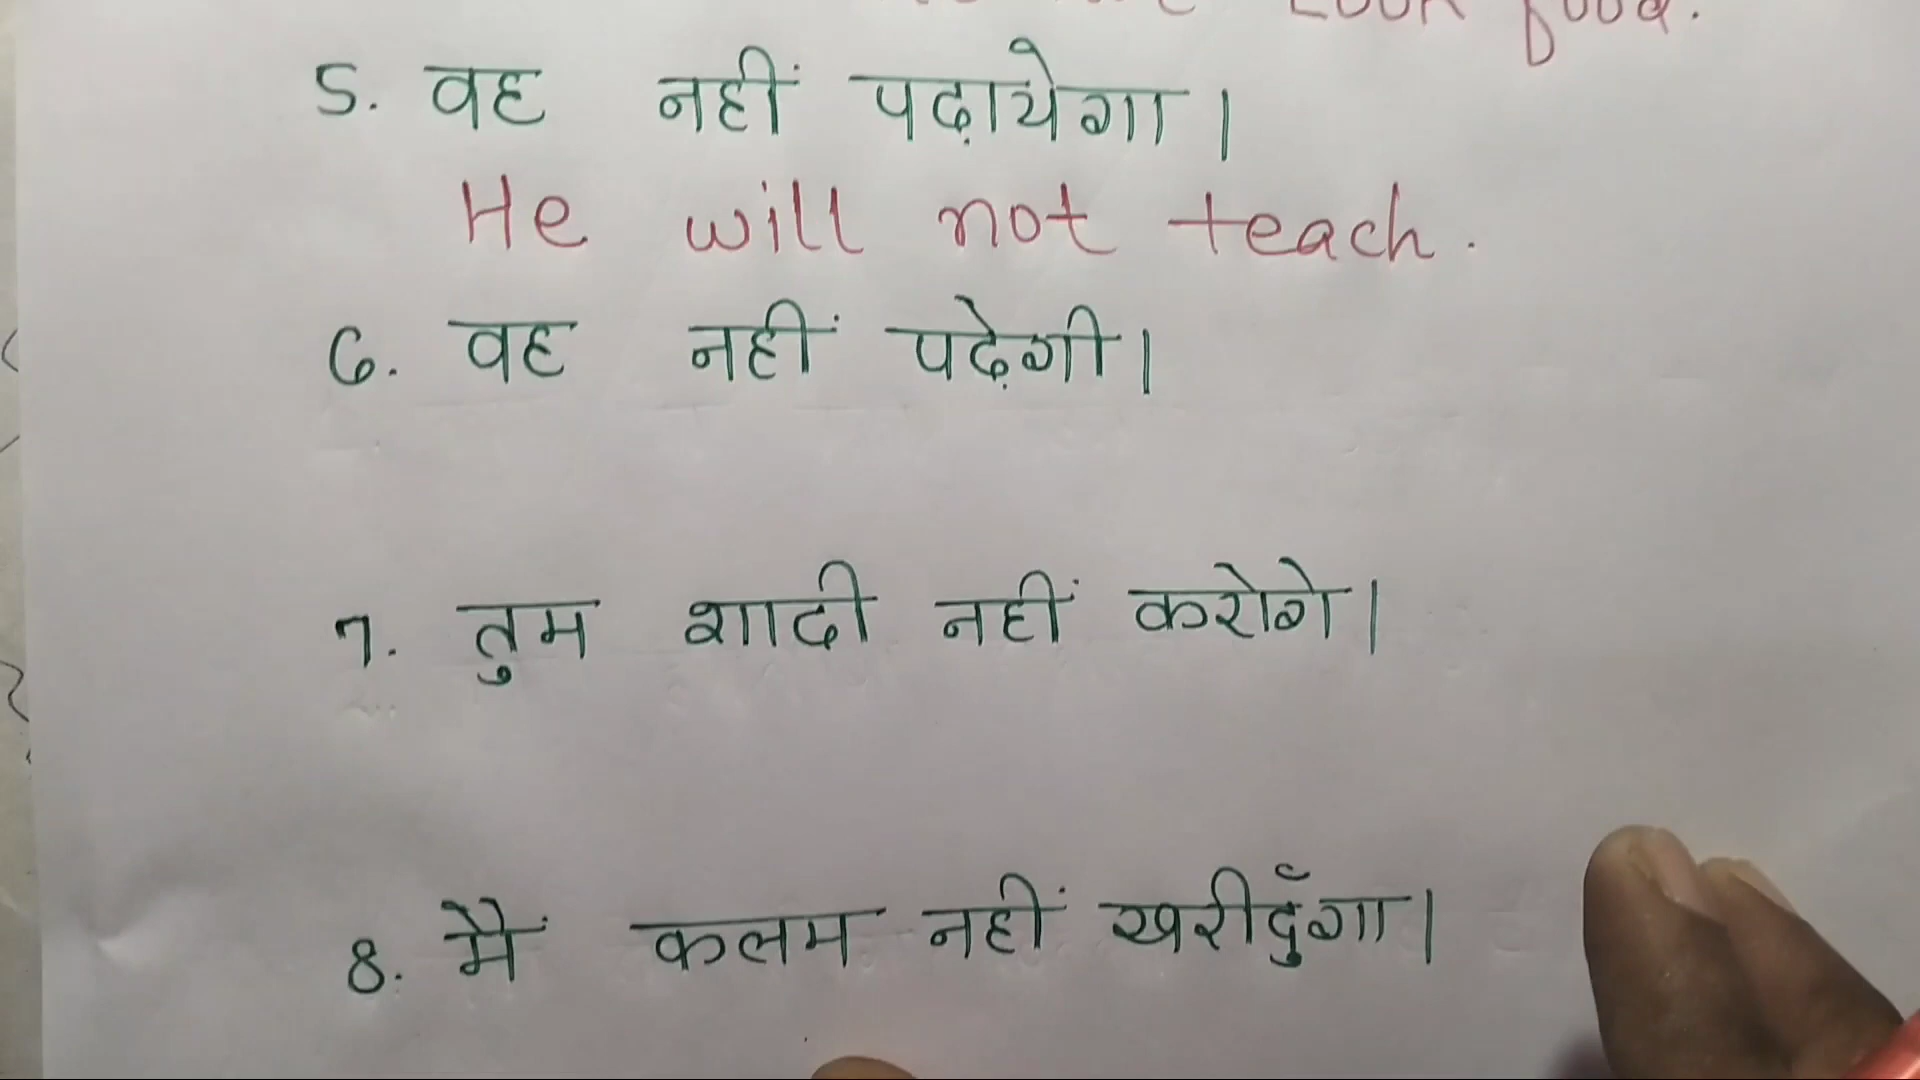 food.
5. वह नहीं पढ़ायेगा।
He will not teach.
6. वह नहीं पढ़ेगी।
7. तुम शादी नहीं करोगे।
8. मैं कलम नहीं खरीदुँगा।